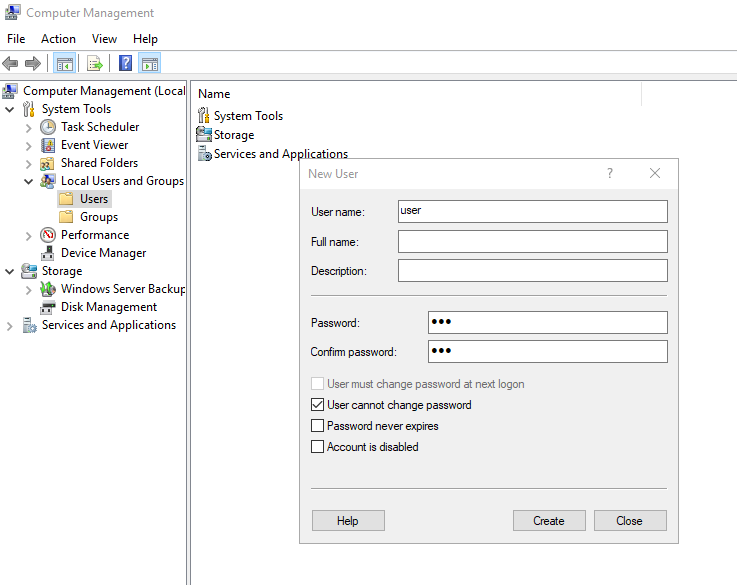 Computer Management
File Action View Help
Computer Management (Local
System Tools
Task Scheduler
Event Viewer
Shared Folders
Local Users and Groups
Users
Groups
Performance
Device Manager
Storage
Windows Server Backup
Disk Management
Services and Applications
Name
System Tools
Storage
Services and Applications
New User
?
User name: user
Full name:
Description:
Password: •••
Confirm password: •••
User must change password at next logon
User cannot change password
Password never expires
Account is disabled
Help Create Close